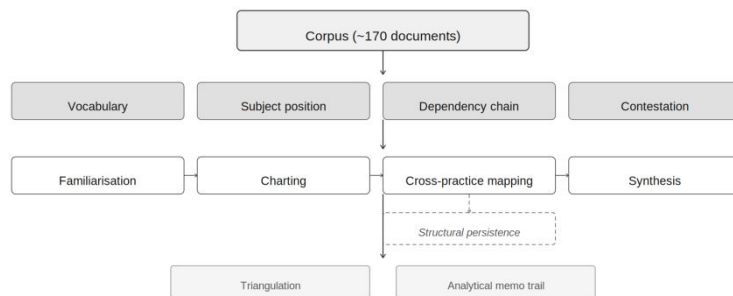 Corpus (~170 documents)
Vocabulary
Subject position
Dependency chain
Contestation
Familiarisation
Charting
Cross-practice mapping
Synthesis
Structural persistence
Triangulation
Analytical memo trail